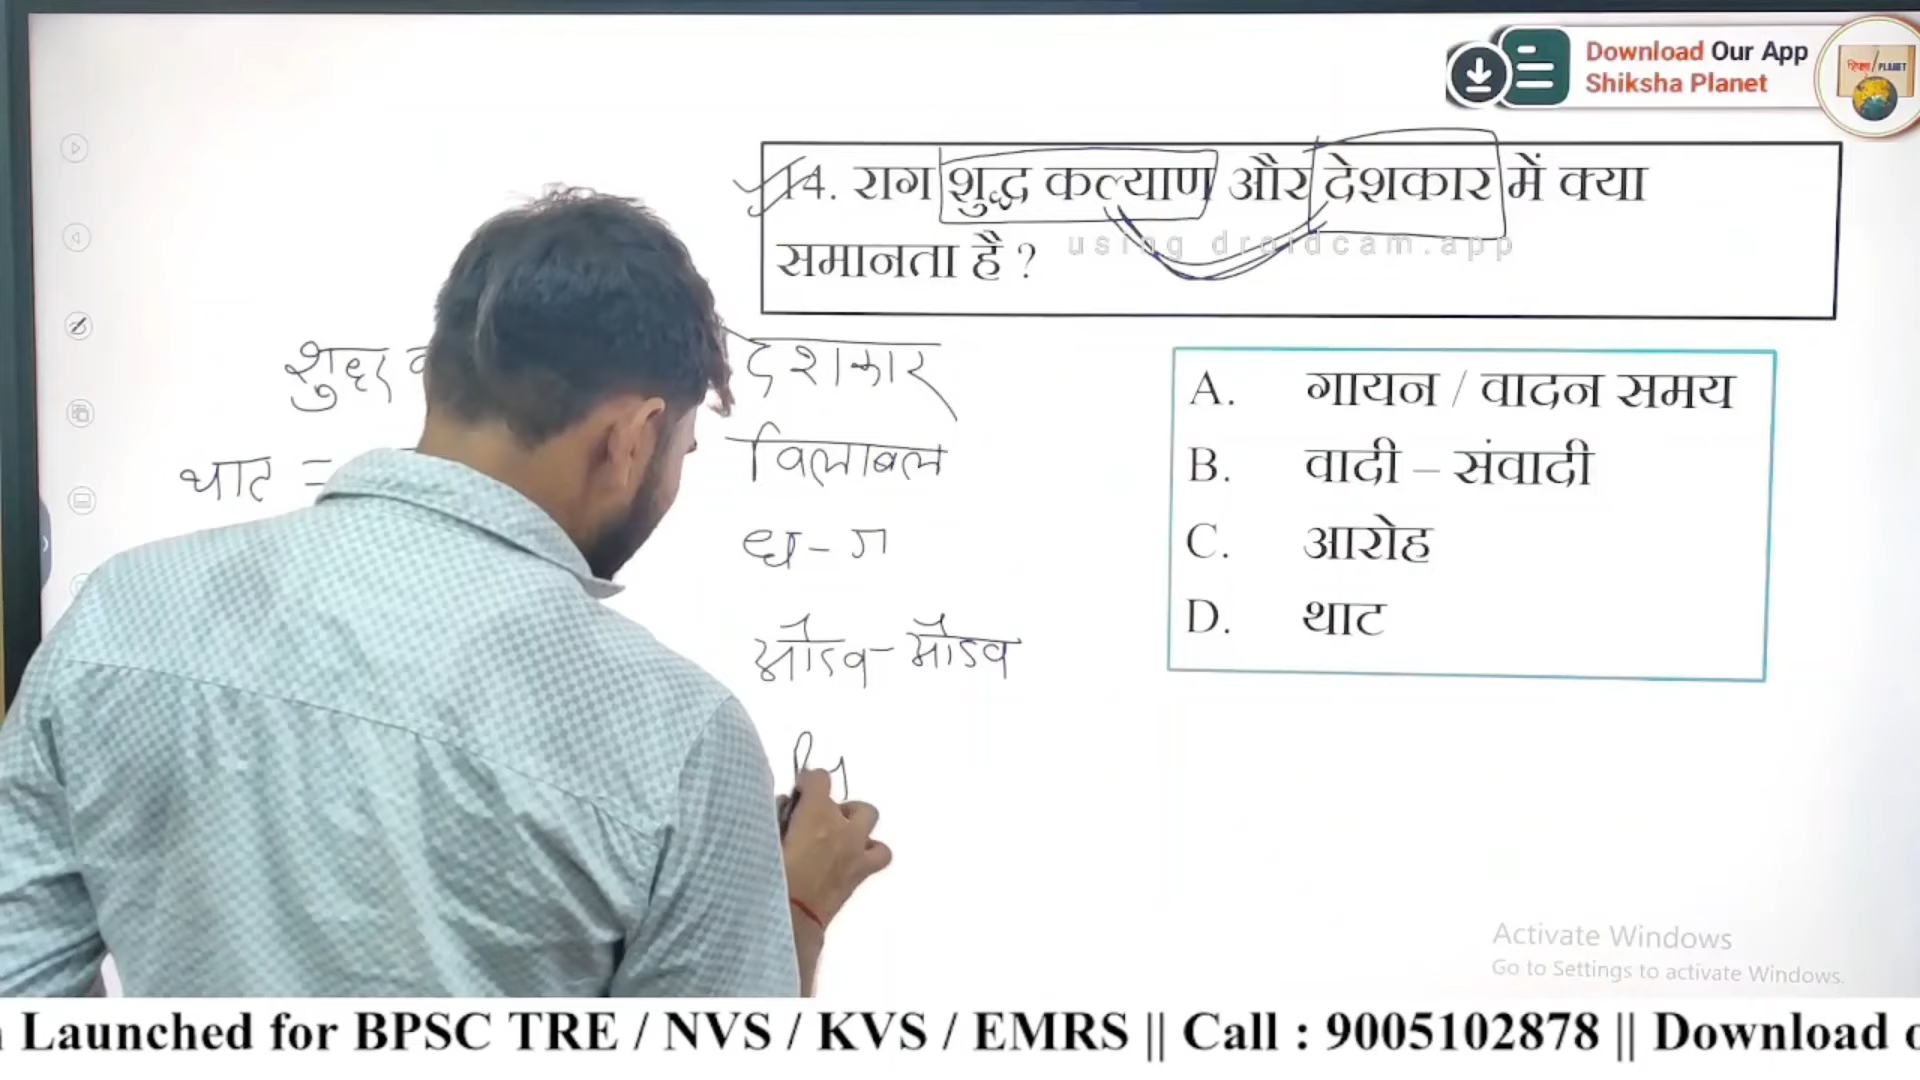 Download Our App
Shiksha Planet
शिक्षा / PLANET
14. राग शुद्ध कल्याण और देशकार में क्या
समानता है ?
using droidcam.app
शुद्ध
देशकार
थाट =
विलाबल
ध - ग
औडव - औडव
A. गायन / वादन समय
B. वादी – संवादी
C. आरोह
D. थाट
Activate Windows
Go to Settings to activate Windows.
Launched for BPSC TRE / NVS / KVS / EMRS || Call : 9005102878 || Download